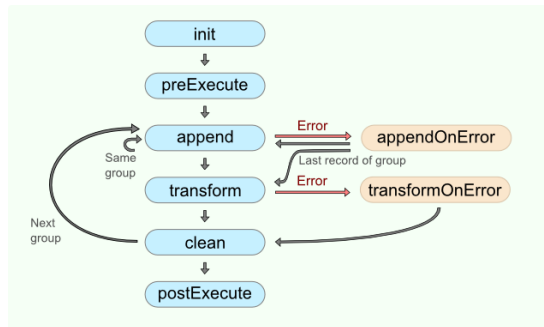 init
preExecute
Error
append
appendOnError
Same
group
Last record of group
transform
Error
transformOnError
Next
group
clean
postExecute